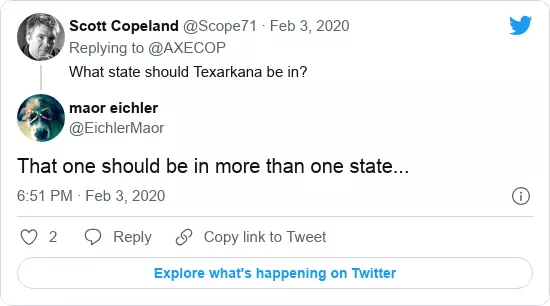 Scott Copeland @Scope71 · Feb 3, 2020
Replying to @AXECOP
What state should Texarkana be in?
maor eichler
@EichlerMaor
That one should be in more than one state...
6:51 PM · Feb 3, 2020
2 Reply Copy link to Tweet
Explore what's happening on Twitter